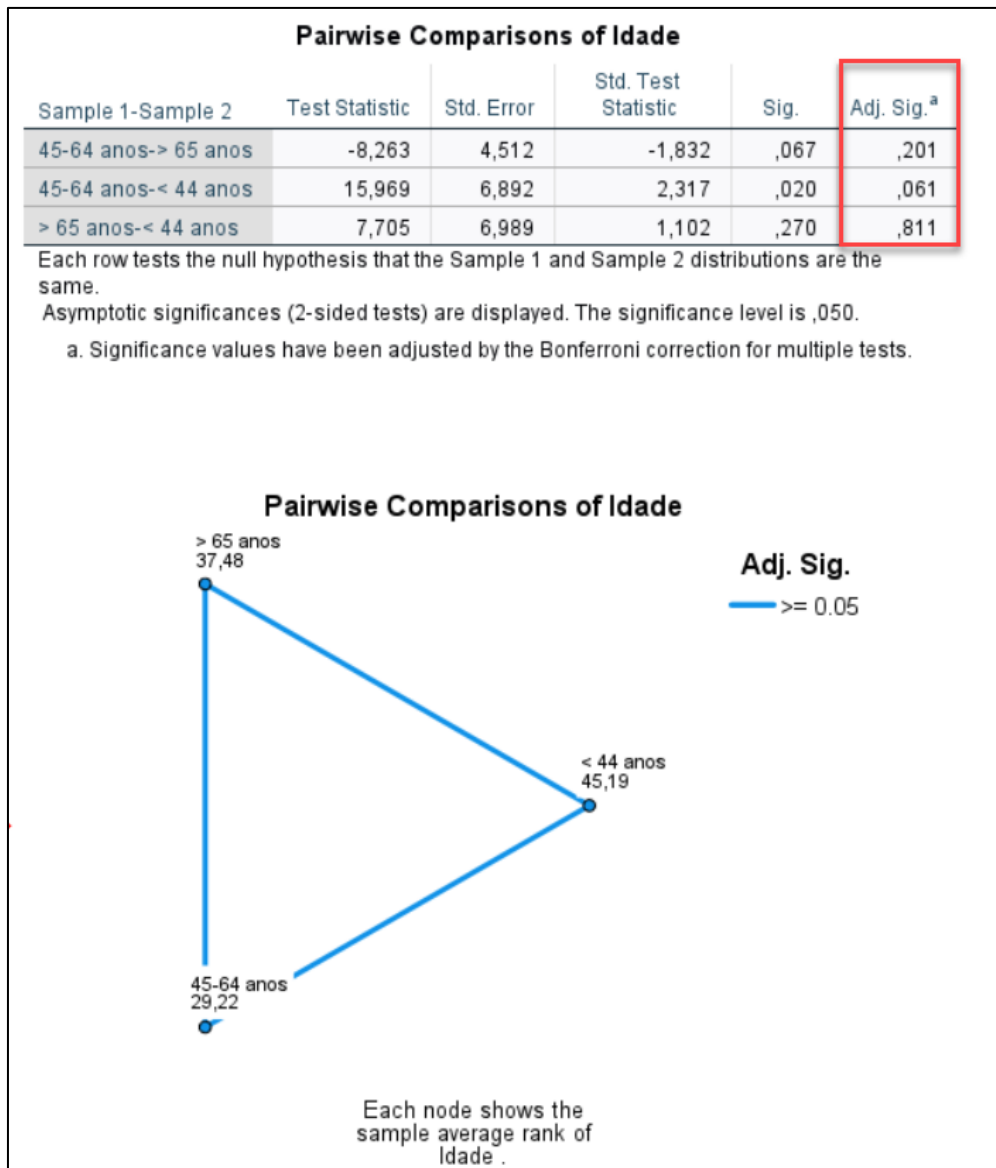 Pairwise Comparisons of Idade
Sample 1-Sample 2 Test Statistic Std. Error Std. Test Statistic Sig. Adj. Sig.a
45-64 anos-> 65 anos -8,263 4,512 -1,832 ,067 ,201
45-64 anos-< 44 anos 15,969 6,892 2,317 ,020 ,061
> 65 anos-< 44 anos 7,705 6,989 1,102 ,270 ,811
Each row tests the null hypothesis that the Sample 1 and Sample 2 distributions are the
same.
Asymptotic significances (2-sided tests) are displayed. The significance level is ,050.
a. Significance values have been adjusted by the Bonferroni correction for multiple tests.
Pairwise Comparisons of Idade
> 65 anos
37,48
Adj. Sig.
>= 0.05
< 44 anos
45,19
45-64 anos
29,22
Each node shows the
sample average rank of
Idade .